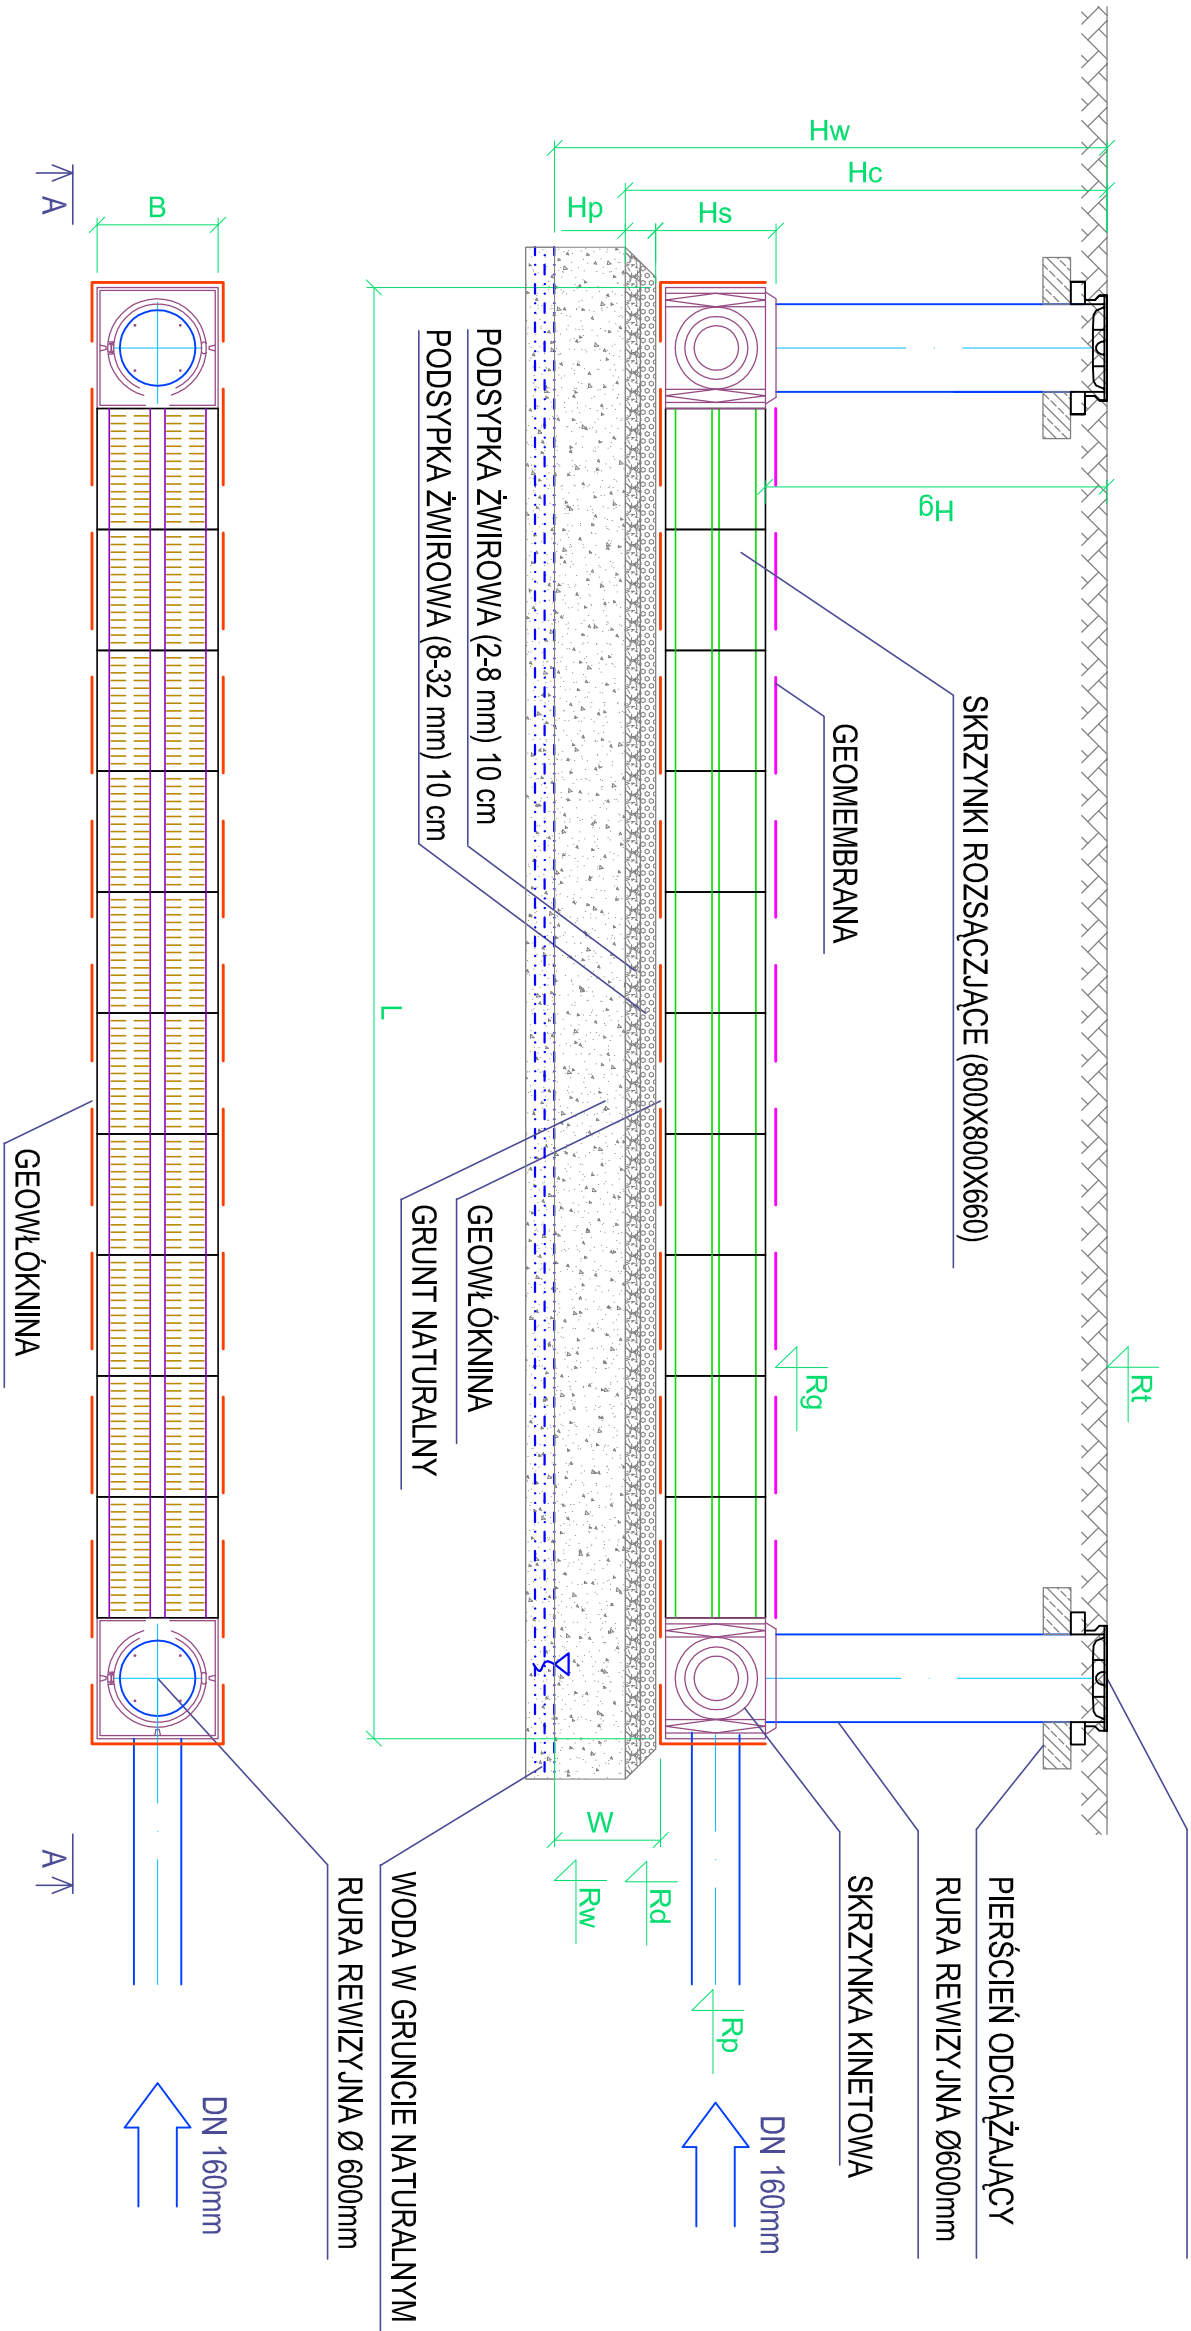 Rt
Hw
Hc
Hg
Hs
Hp
PIERŚCIEŃ ODCIĄŻAJĄCY
RURA REWIZYJNA Ø600mm
SKRZYNKA KINETOWA
SKRZYNKI ROZSĄCZJĄCE (800X800X660)
GEOMEMBRANA
Rg
DN 160mm
Rp
Rd
W
Rw
PODSYPKA ŻWIROWA (2-8 mm) 10 cm
PODSYPKA ŻWIROWA (8-32 mm) 10 cm
GEOWŁÓKNINA
GRUNT NATURALNY
WODA W GRUNCIE NATURALNYM
RURA REWIZYJNA Ø 600mm
L
B
DN 160mm
A
A
GEOWŁÓKNINA